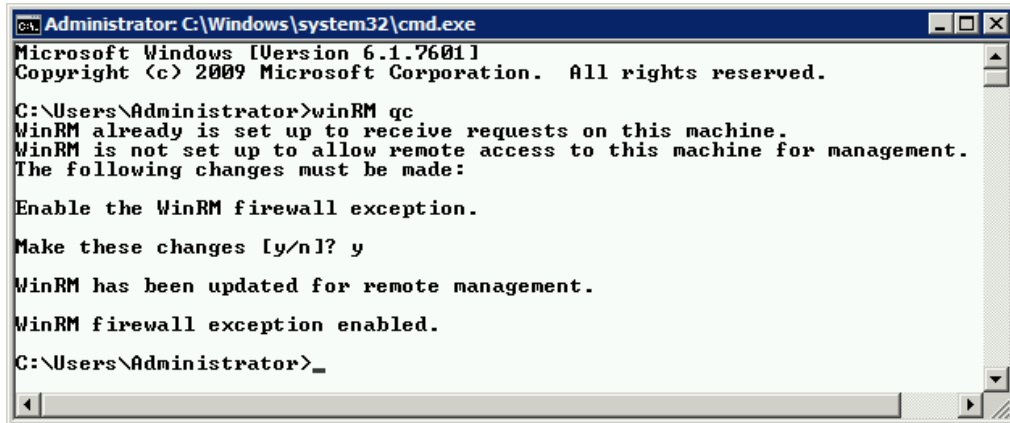 Administrator: C:\Windows\system32\cmd.exe
Microsoft Windows [Version 6.1.7601]
Copyright (c) 2009 Microsoft Corporation.  All rights reserved.
C:\Users\Administrator>winRM qc
WinRM already is set up to receive requests on this machine.
WinRM is not set up to allow remote access to this machine for management.
The following changes must be made:
Enable the WinRM firewall exception.
Make these changes [y/n]? y
WinRM has been updated for remote management.
WinRM firewall exception enabled.
C:\Users\Administrator>_